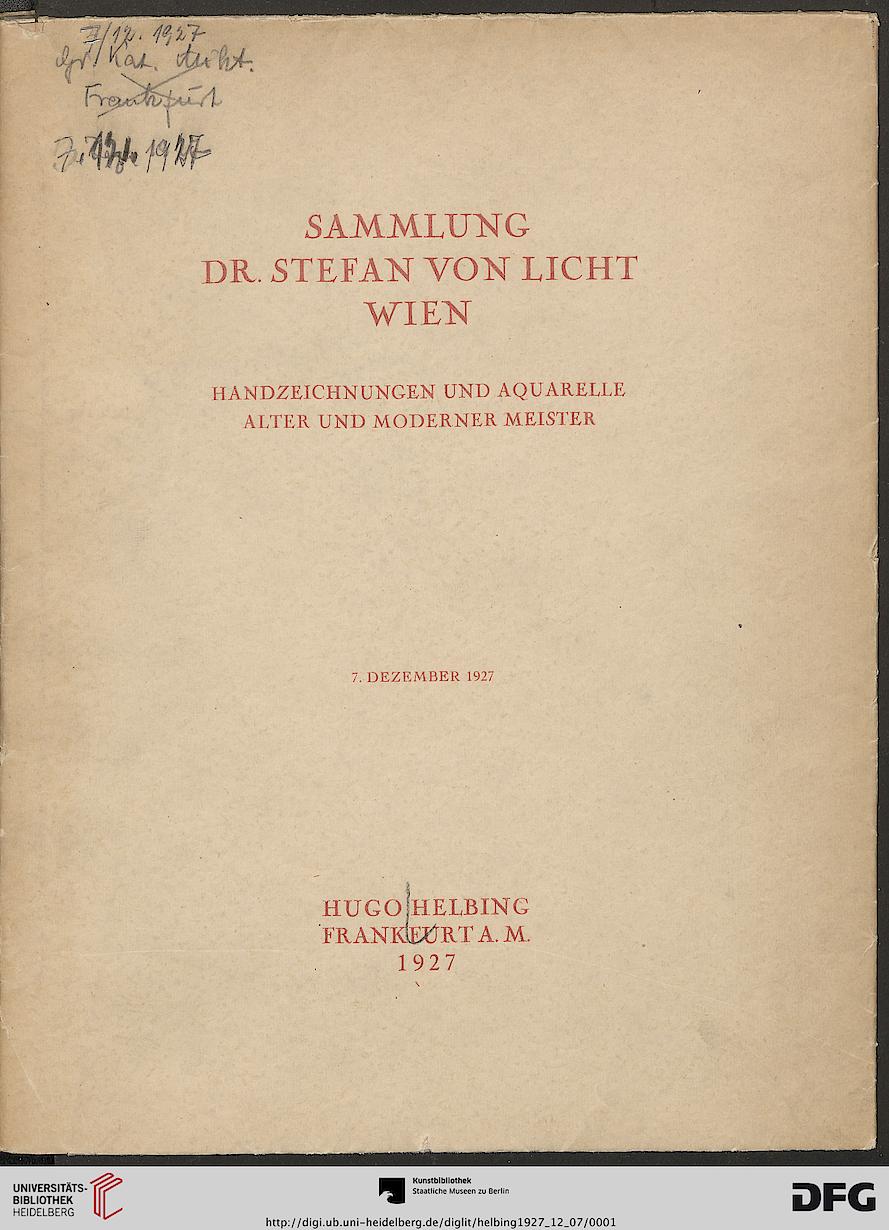 7/12. 1927
Kat.
Frankfurt
1927
SAMMLUNG
DR. STEFAN VON LICHT
WIEN
HANDZEICHNUNGEN UND AQUARELLE
ALTER UND MODERNER MEISTER
7. DEZEMBER 1927
HUGO HELBING
FRANKFURT A. M.
1927
UNIVERSITÄTS-
BIBLIOTHEK
HEIDELBERG
Kunstbibliothek
Staatliche Museen zu Berlin
http://digi.ub.uni-heidelberg.de/diglit/helbing1927_12_07/0001
DFG